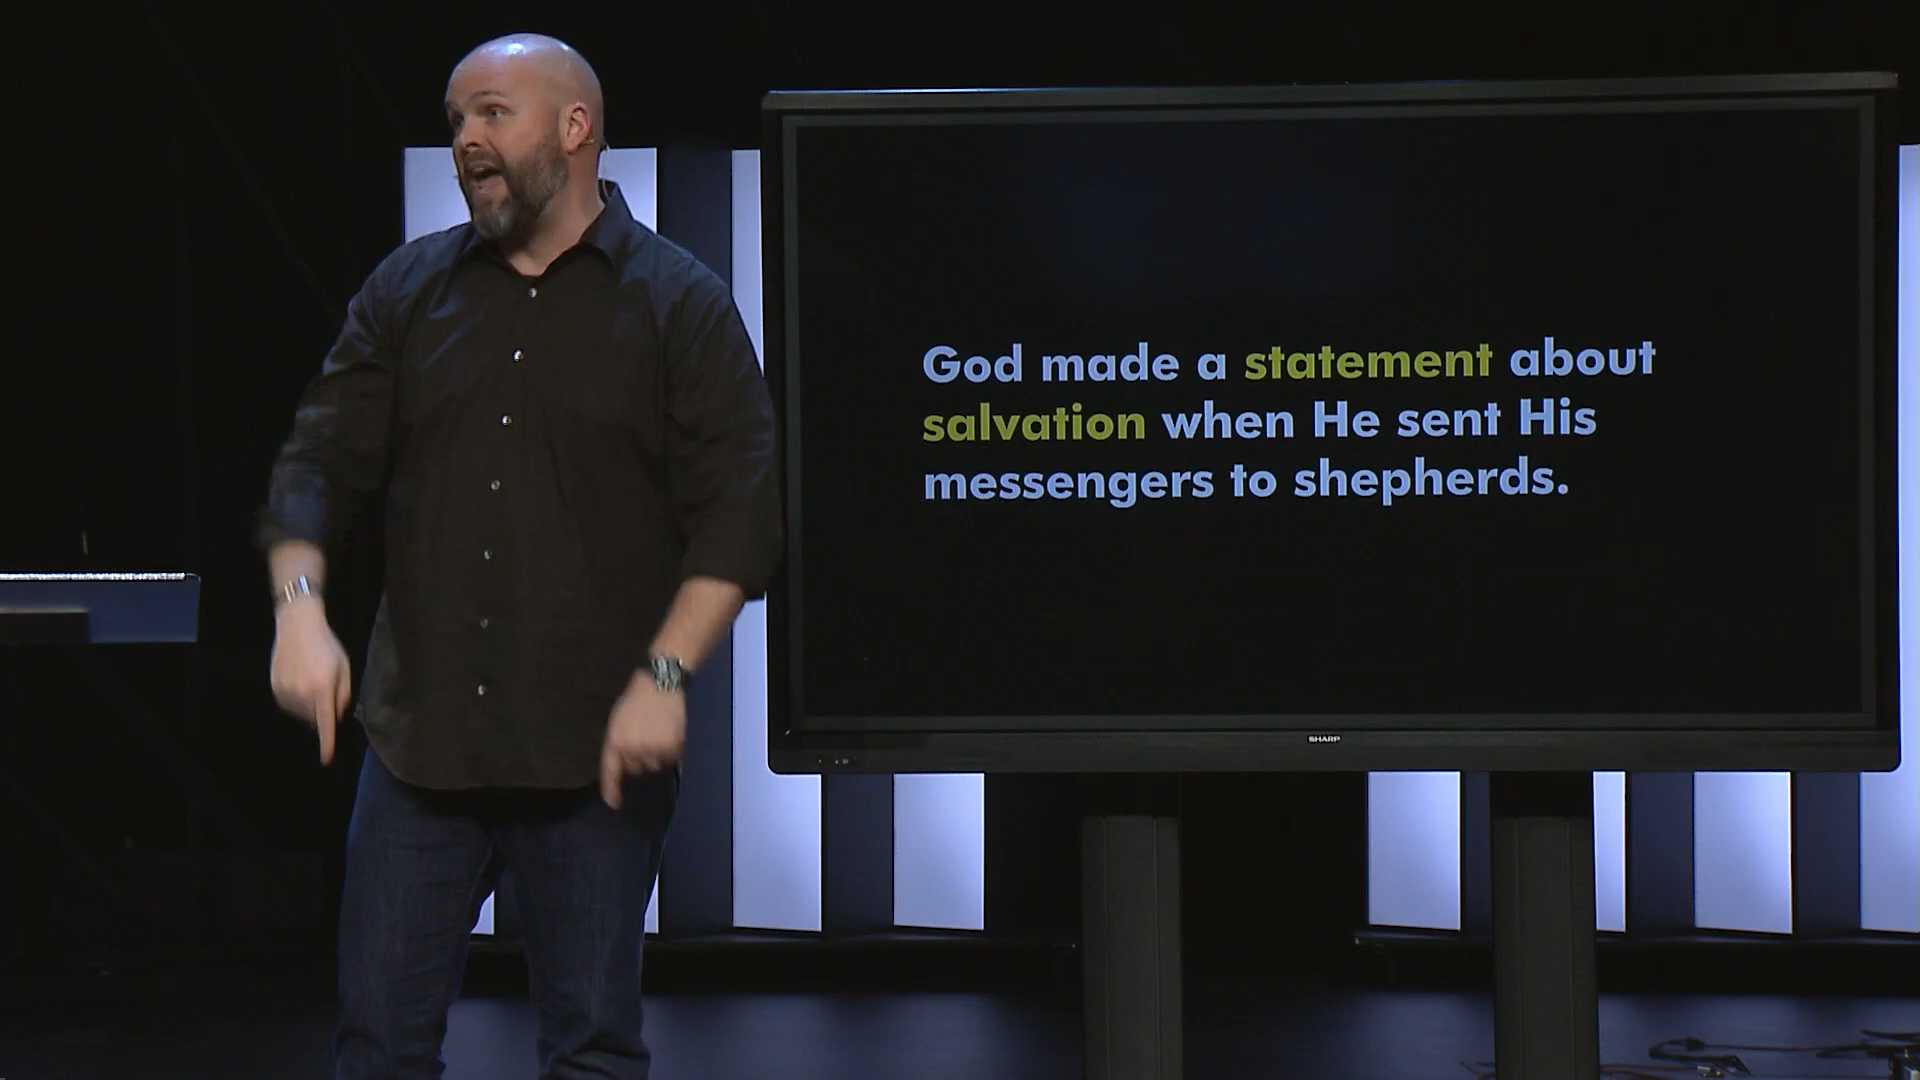 God made a statement about
salvation when He sent His
messengers to shepherds.
SHARP